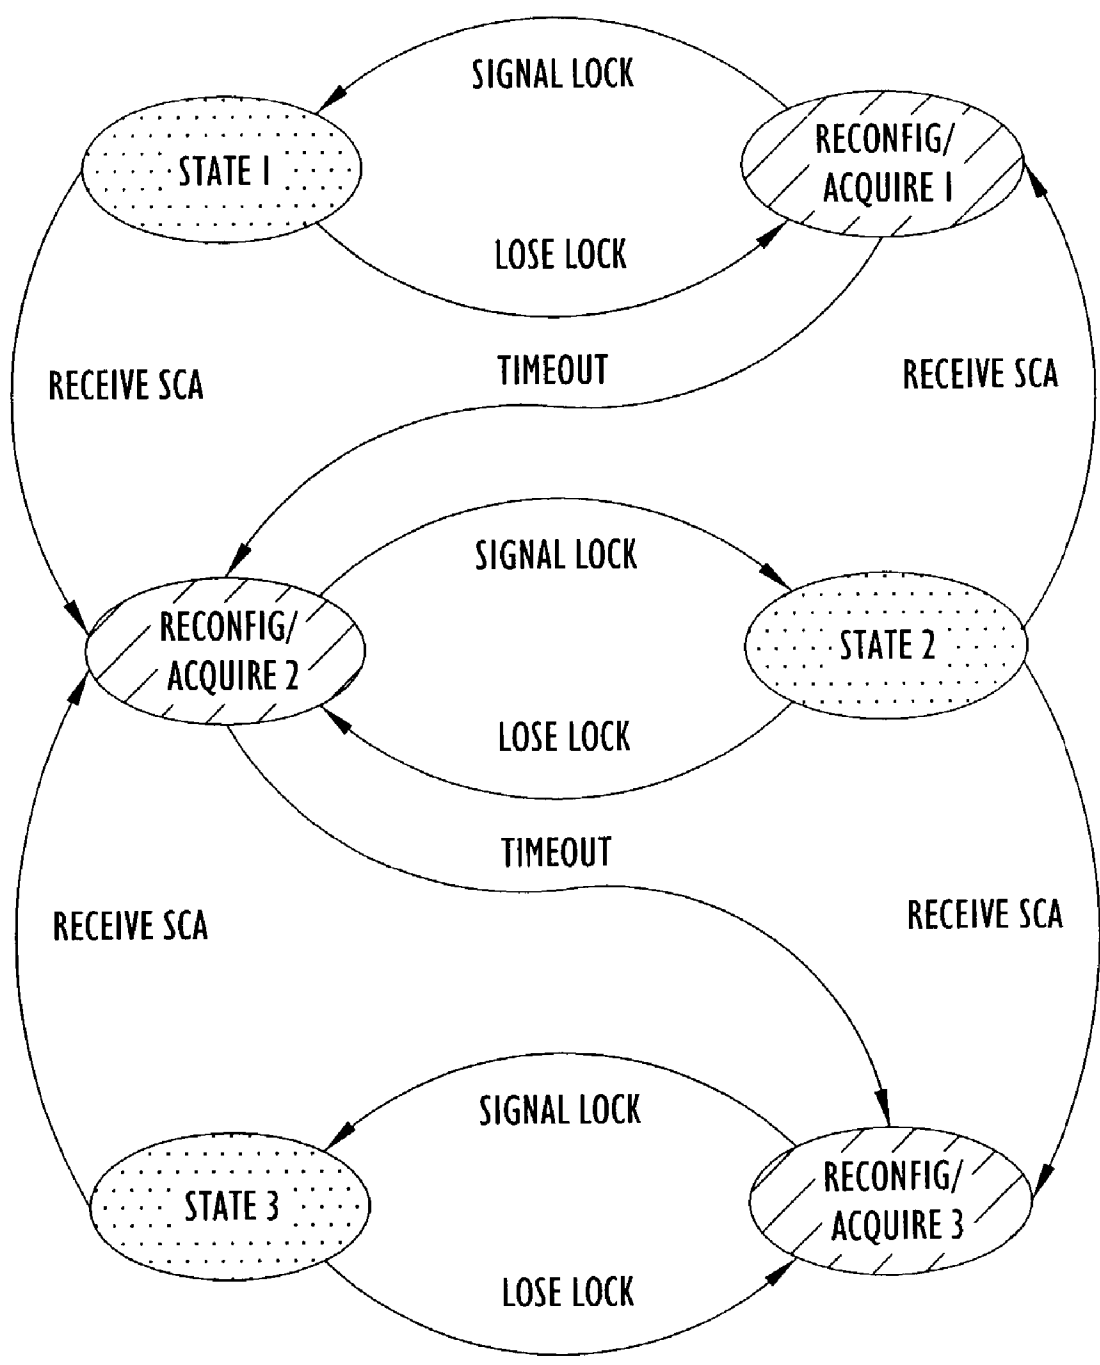 SIGNAL LOCK
STATE 1
RECONFIG/
ACQUIRE 1
LOSE LOCK
TIMEOUT
RECEIVE SCA
RECEIVE SCA
SIGNAL LOCK
RECONFIG/
ACQUIRE 2
STATE 2
LOSE LOCK
TIMEOUT
RECEIVE SCA
RECEIVE SCA
SIGNAL LOCK
STATE 3
RECONFIG/
ACQUIRE 3
LOSE LOCK